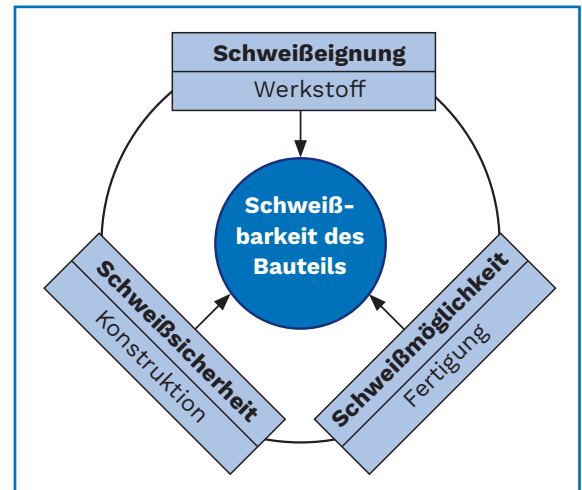 Schweißeignung
Werkstoff
Schweiß-
barkeit des
Bauteils
Schweißsicherheit
Konstruktion
Schweißmöglichkeit
Fertigung